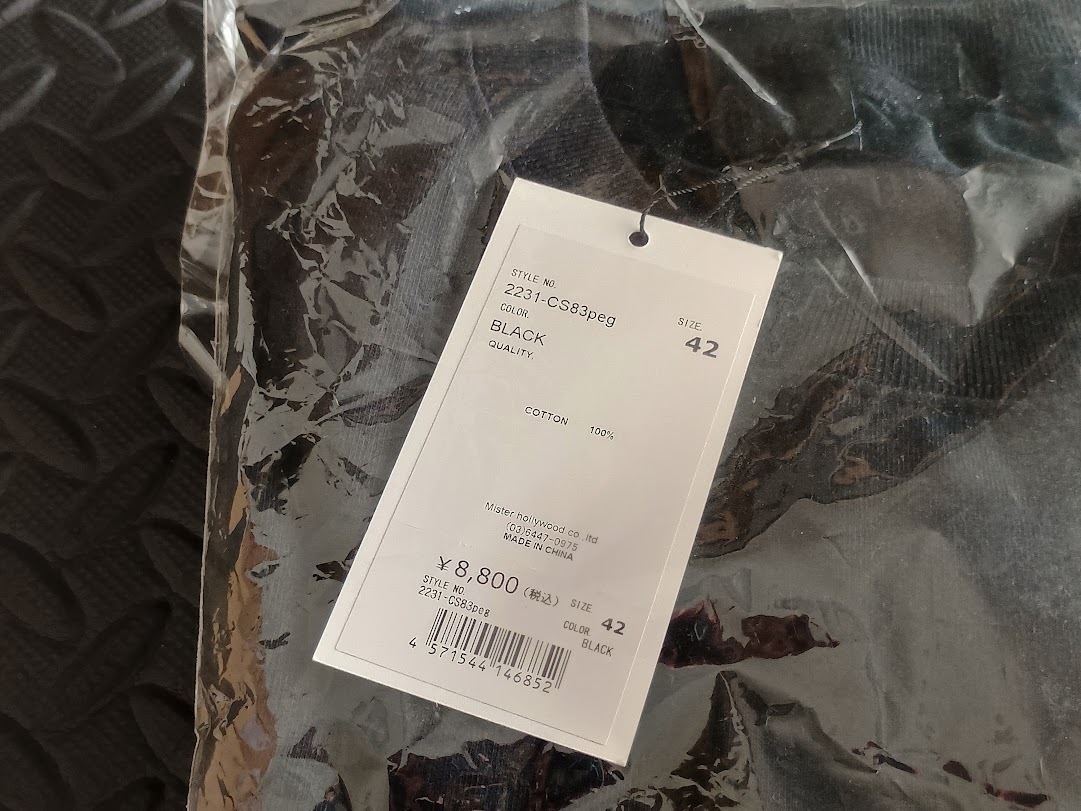 STYLE NO.
2231-CS83peg
COLOR.
BLACK
SIZE.
42
QUALITY.
COTTON 100%
Mister hollywood co.,ltd
(03)6447-0975
MADE IN CHINA
¥8,800(税込)
STYLE NO.
2231-CS83peg
SIZE
42
COLOR.
BLACK
4 571544 146852